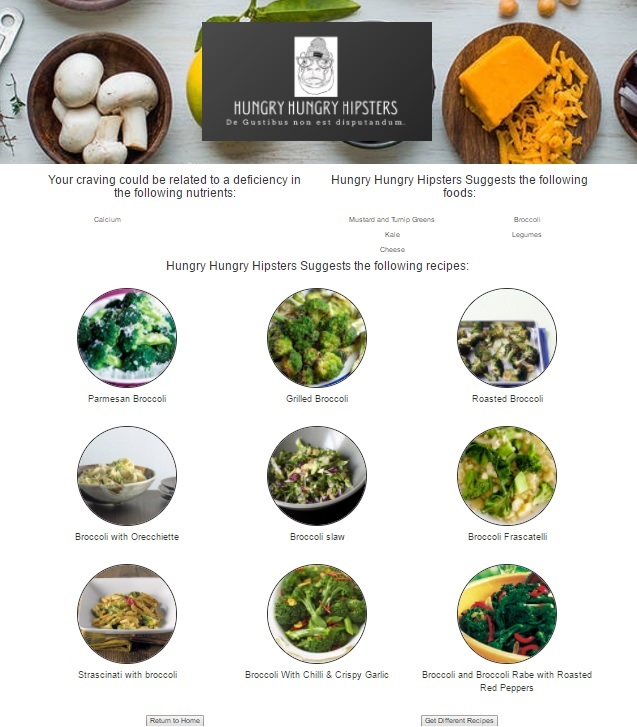 HUNGRY HUNGRY HIPSTERS
De Gustibus non est disputandum.
Your craving could be related to a deficiency in
the following nutrients:
Calcium
Hungry Hungry Hipsters Suggests the following
foods:
Mustard and Turnip Greens
Broccoli
Kale
Legumes
Cheese
Hungry Hungry Hipsters Suggests the following recipes:
Parmesan Broccoli
Grilled Broccoli
Roasted Broccoli
Broccoli with Orecchiette
Broccoli slaw
Broccoli Frascatelli
Strascinati with broccoli
Broccoli With Chilli & Crispy Garlic
Broccoli and Broccoli Rabe with Roasted
Red Peppers
Return to Home
Get Different Recipes